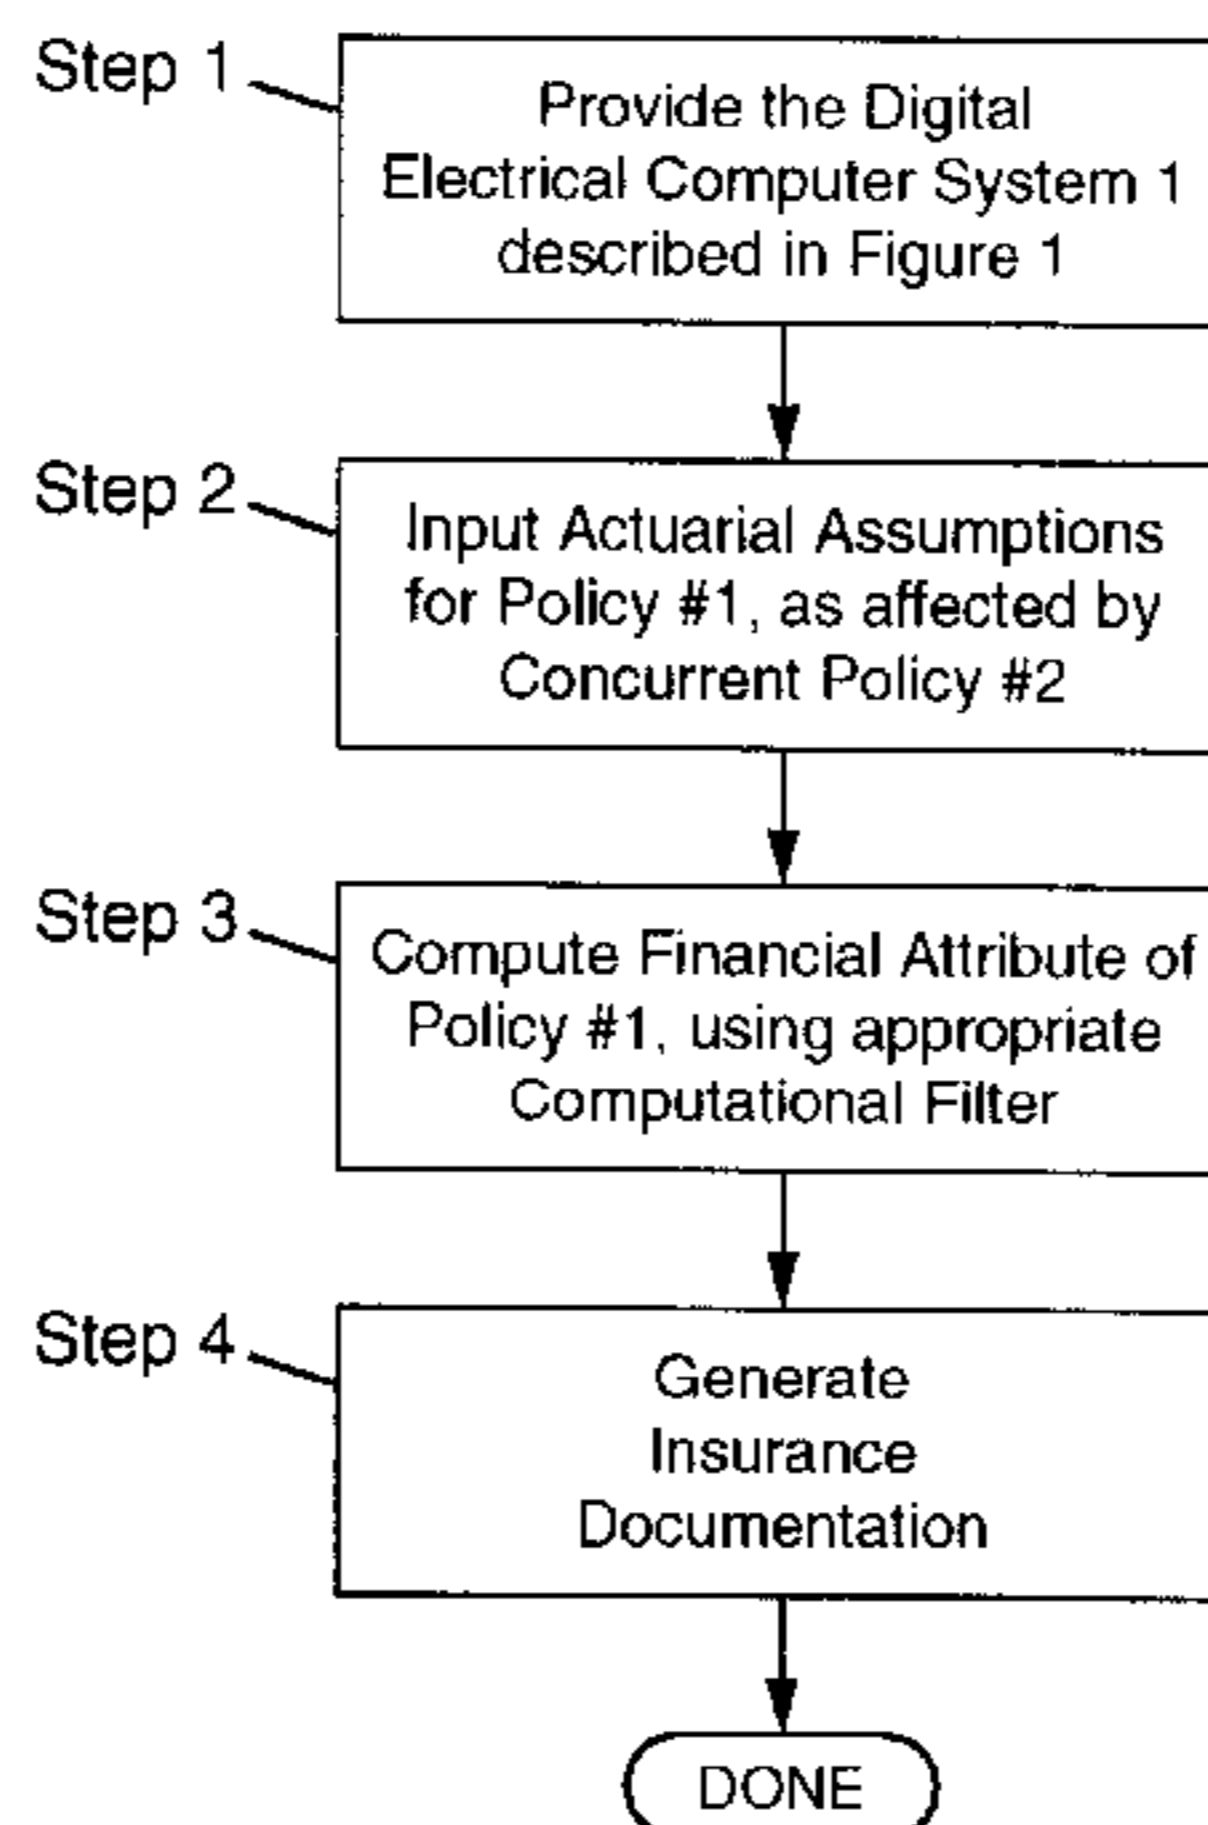 Step 1
Provide the Digital
Electrical Computer System 1
described in Figure 1
Step 2
Input Actuarial Assumptions
for Policy #1, as affected by
Concurrent Policy #2
Step 3
Compute Financial Attribute of
Policy #1, using appropriate
Computational Filter
Step 4
Generate
Insurance
Documentation
DONE